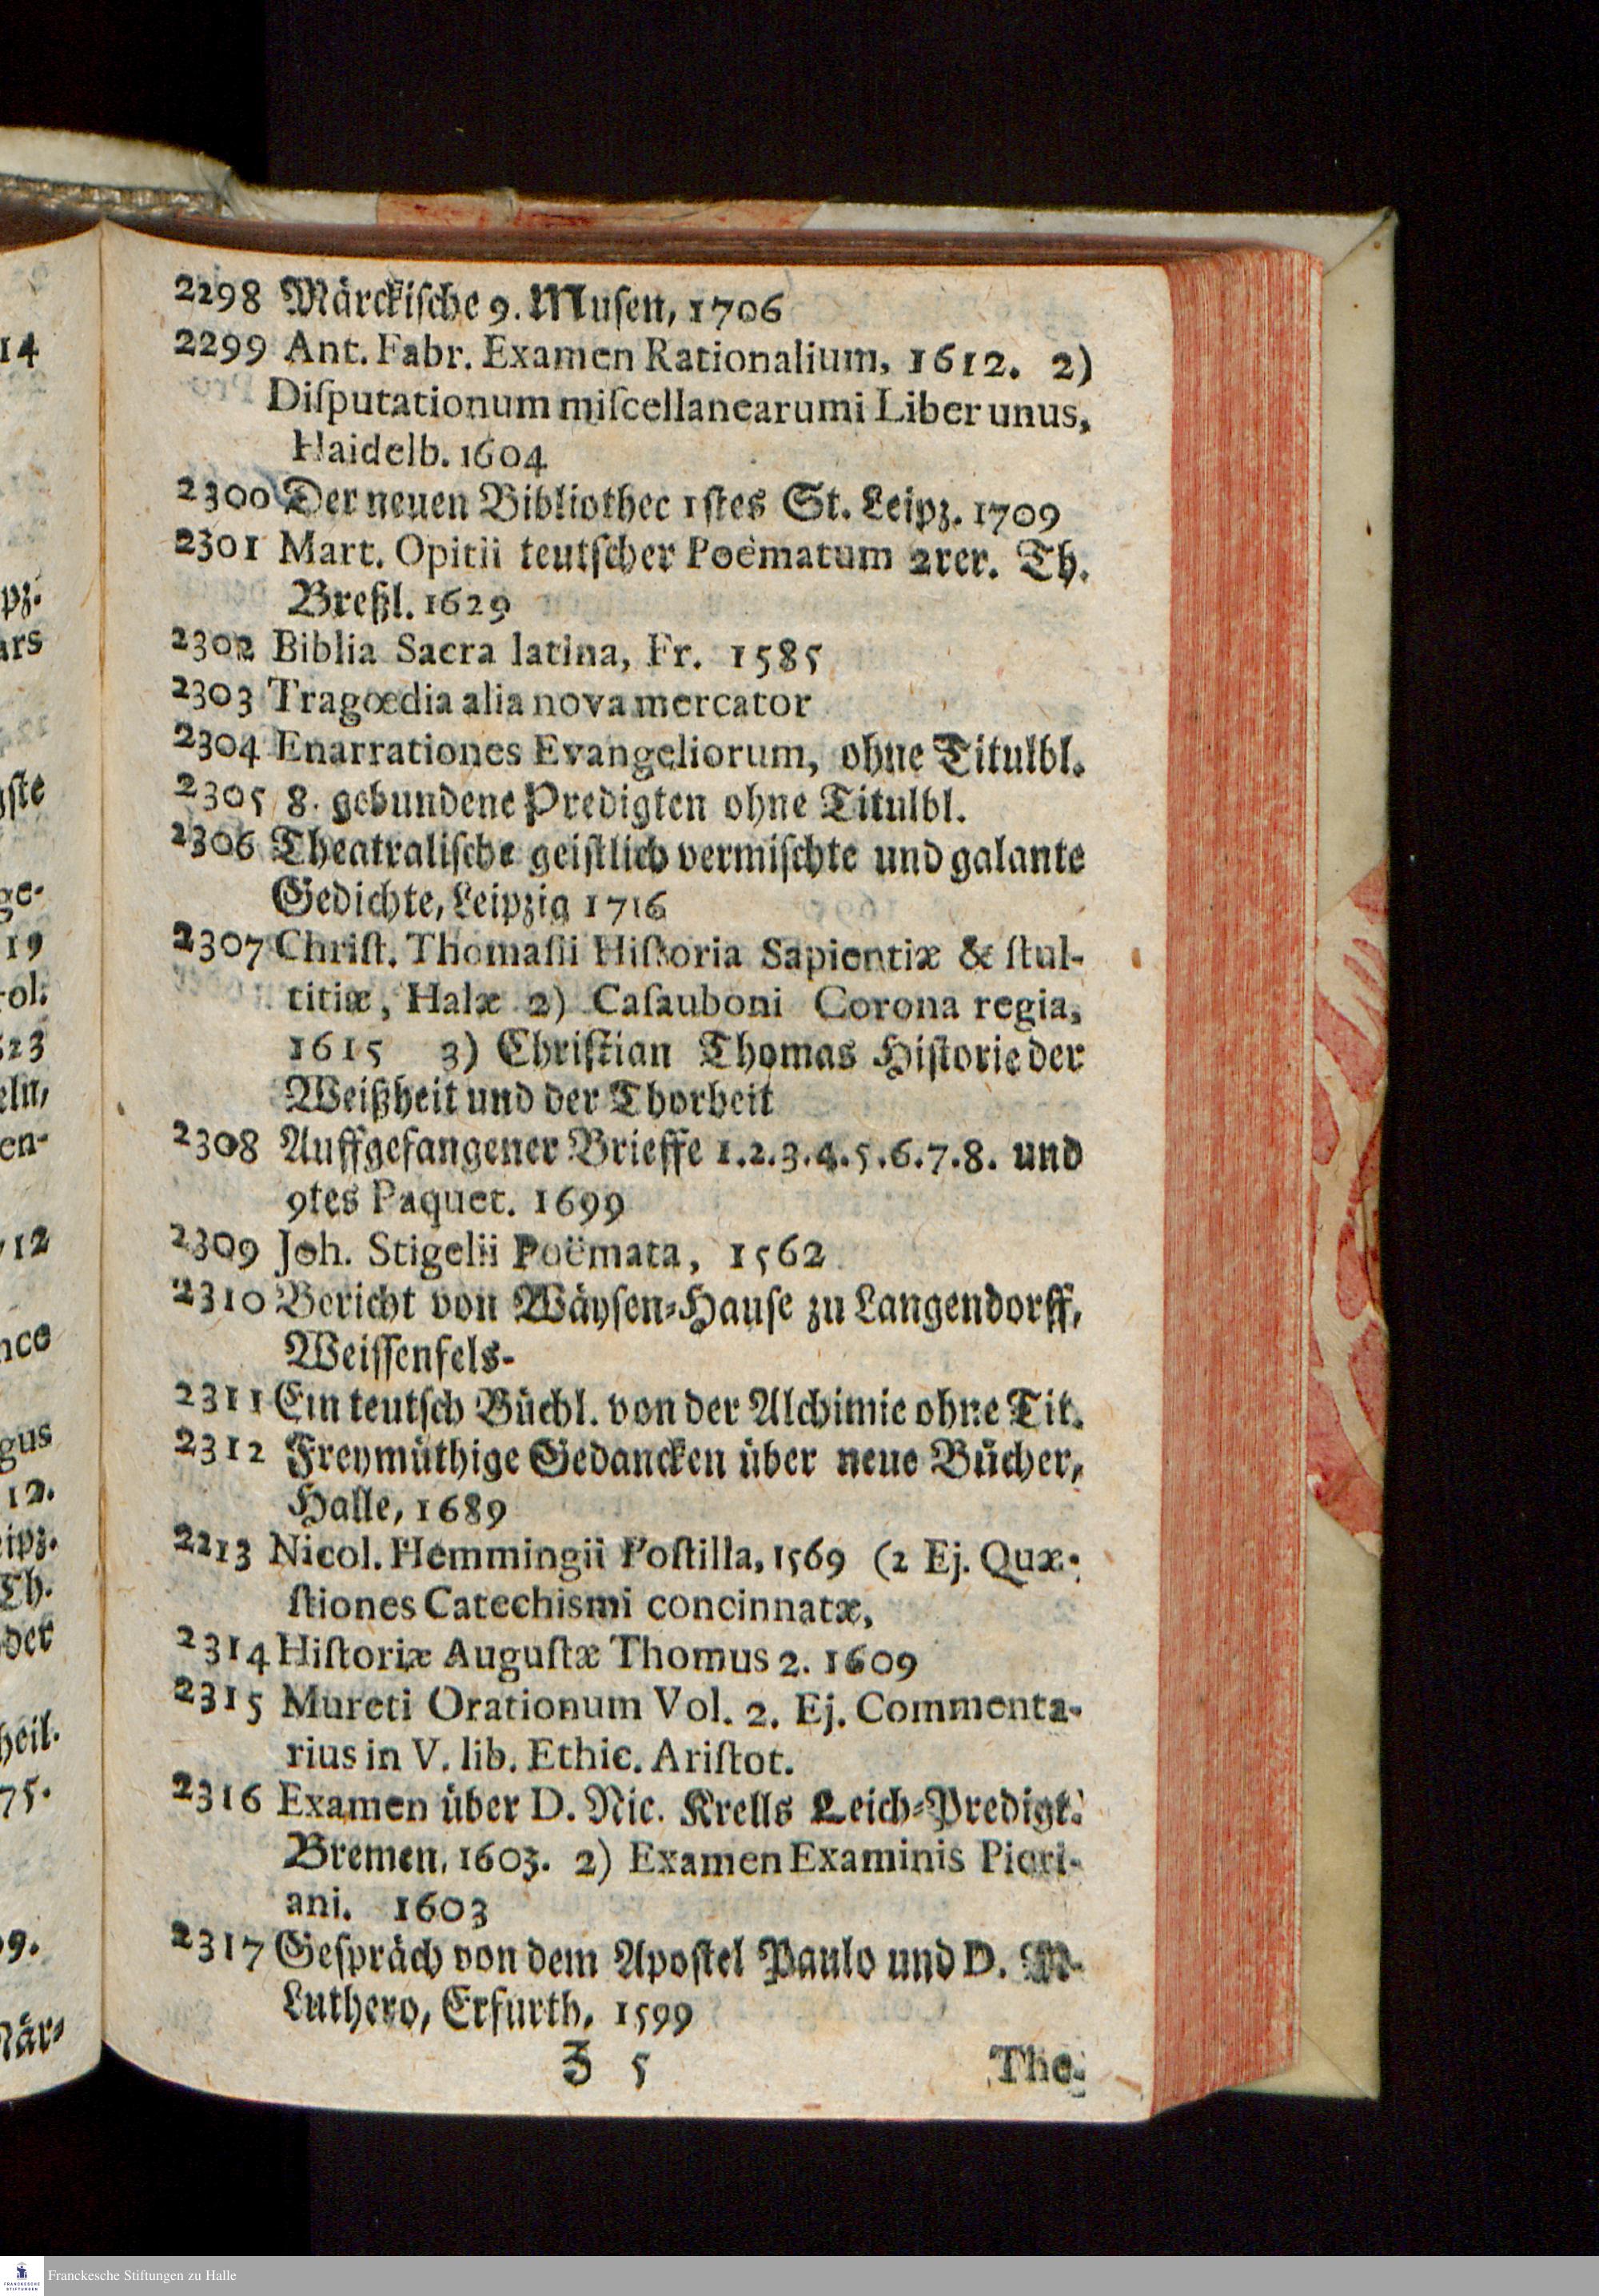 2298 Märckiſche 9. Muſen, 1706
2299 Ant. Fabr. Examen Rationalium, 1612. 2)
Diſputationum miſcellanearumi Liber unus,
Haidelb. 1604
2300 Der neuen Bibliothec 1ſtes St. Leipz. 1709
2301 Mart. Opitii teutſcher Poëmatum 2rer. Th.
Breßl. 1629
2302 Biblia Sacra latina, Fr. 1585
2303 Tragœdia alia nova mercator
2304 Enarrationes Evangeliorum, ohne Titulbl.
2305 8. gebundene Predigten ohne Titulbl.
2306 Theatraliſche geiſtlich vermiſchte und galante
Gedichte, Leipzig 1716
2307 Chriſt. Thomaſii Hiſtoria Sapientiæ & ſtul-
titiæ, Halæ 2) Caſauboni Corona regia,
1615 3) Chriſtian Thomas Hiſtorie der
Weißheit und der Thorheit
2308 Auffgefangener Brieffe 1.2.3.4.5.6.7.8. und
9tes Paquet. 1699
2309 Joh. Stigelii Poëmata, 1562
2310 Bericht von Wäyſen-Hauſe zu Langendorff,
Weiſſenfels-
2311 Ein teutſch Büchl. von der Alchimie ohne Tit.
2312 Freymüthige Gedancken über neue Bücher,
Halle, 1689
2213 Nicol. Hemmingii Poſtilla, 1569 (2 Ej. Quæ-
ſtiones Catechismi concinnatæ,
2314 Hiſtoriæ Auguſtæ Thomus 2. 1609
2315 Mureti Orationum Vol. 2. Ej. Commenta-
rius in V. lib. Ethic. Ariſtot.
2316 Examen über D. Nic. Krells Leich-Predigt.
Bremen, 1603. 2) Examen Examinis Pieri-
ani. 1603
2317 Geſpräch von dem Apoſtel Paulo und D. M.
Luthero, Erfurth, 1599
Z 5 The-
Franckesche Stiftungen zu Halle